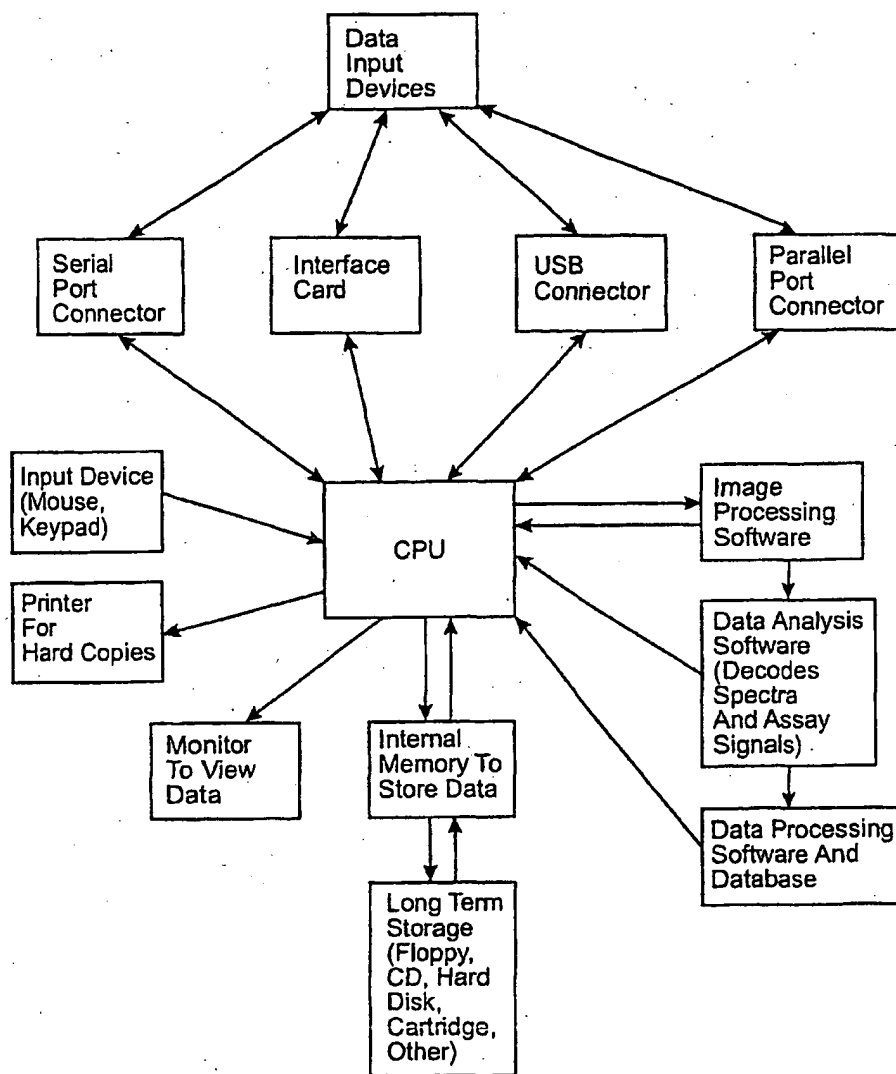 Data
Input
Devices
Serial
Port
Connector
Interface
Card
USB
Connector
Parallel
Port
Connector
Input Device
(Mouse,
Keypad)
CPU
Image
Processing
Software
Printer
For
Hard Copies
Data Analysis
Software
(Decodes
Spectra
And Assay
Signals)
Monitor
To View
Data
Internal
Memory To
Store Data
Data Processing
Software And
Database
Long Term
Storage
(Floppy,
CD, Hard
Disk,
Cartridge,
Other)